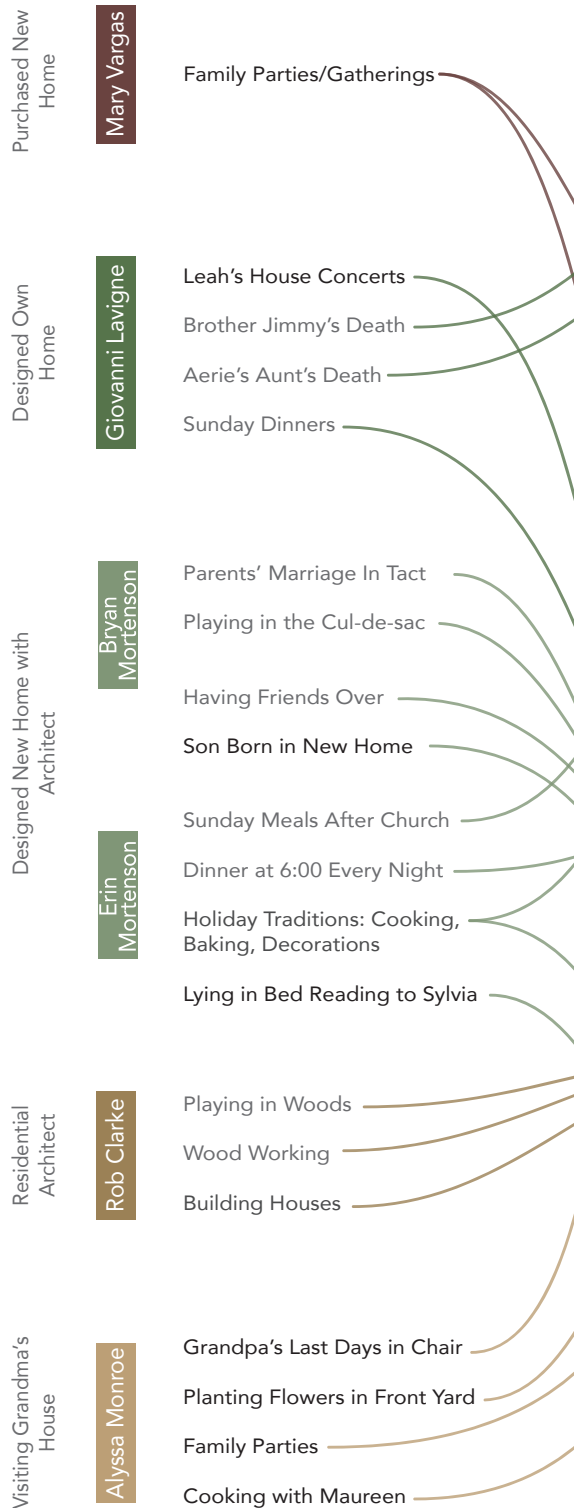 Purchased New
Home
Mary Vargas
Family Parties/Gatherings
Designed Own
Home
Giovanni Lavigne
Leah's House Concerts
Brother Jimmy's Death
Aerie's Aunt's Death
Sunday Dinners
Designed New Home with
Architect
Bryan
Mortenson
Parents' Marriage In Tact
Playing in the Cul-de-sac
Having Friends Over
Son Born in New Home
Erin
Mortenson
Sunday Meals After Church
Dinner at 6:00 Every Night
Holiday Traditions: Cooking,
Baking, Decorations
Lying in Bed Reading to Sylvia
Residential
Architect
Rob Clarke
Playing in Woods
Wood Working
Building Houses
Visiting Grandma's
House
Alyssa Monroe
Grandpa's Last Days in Chair
Planting Flowers in Front Yard
Family Parties
Cooking with Maureen